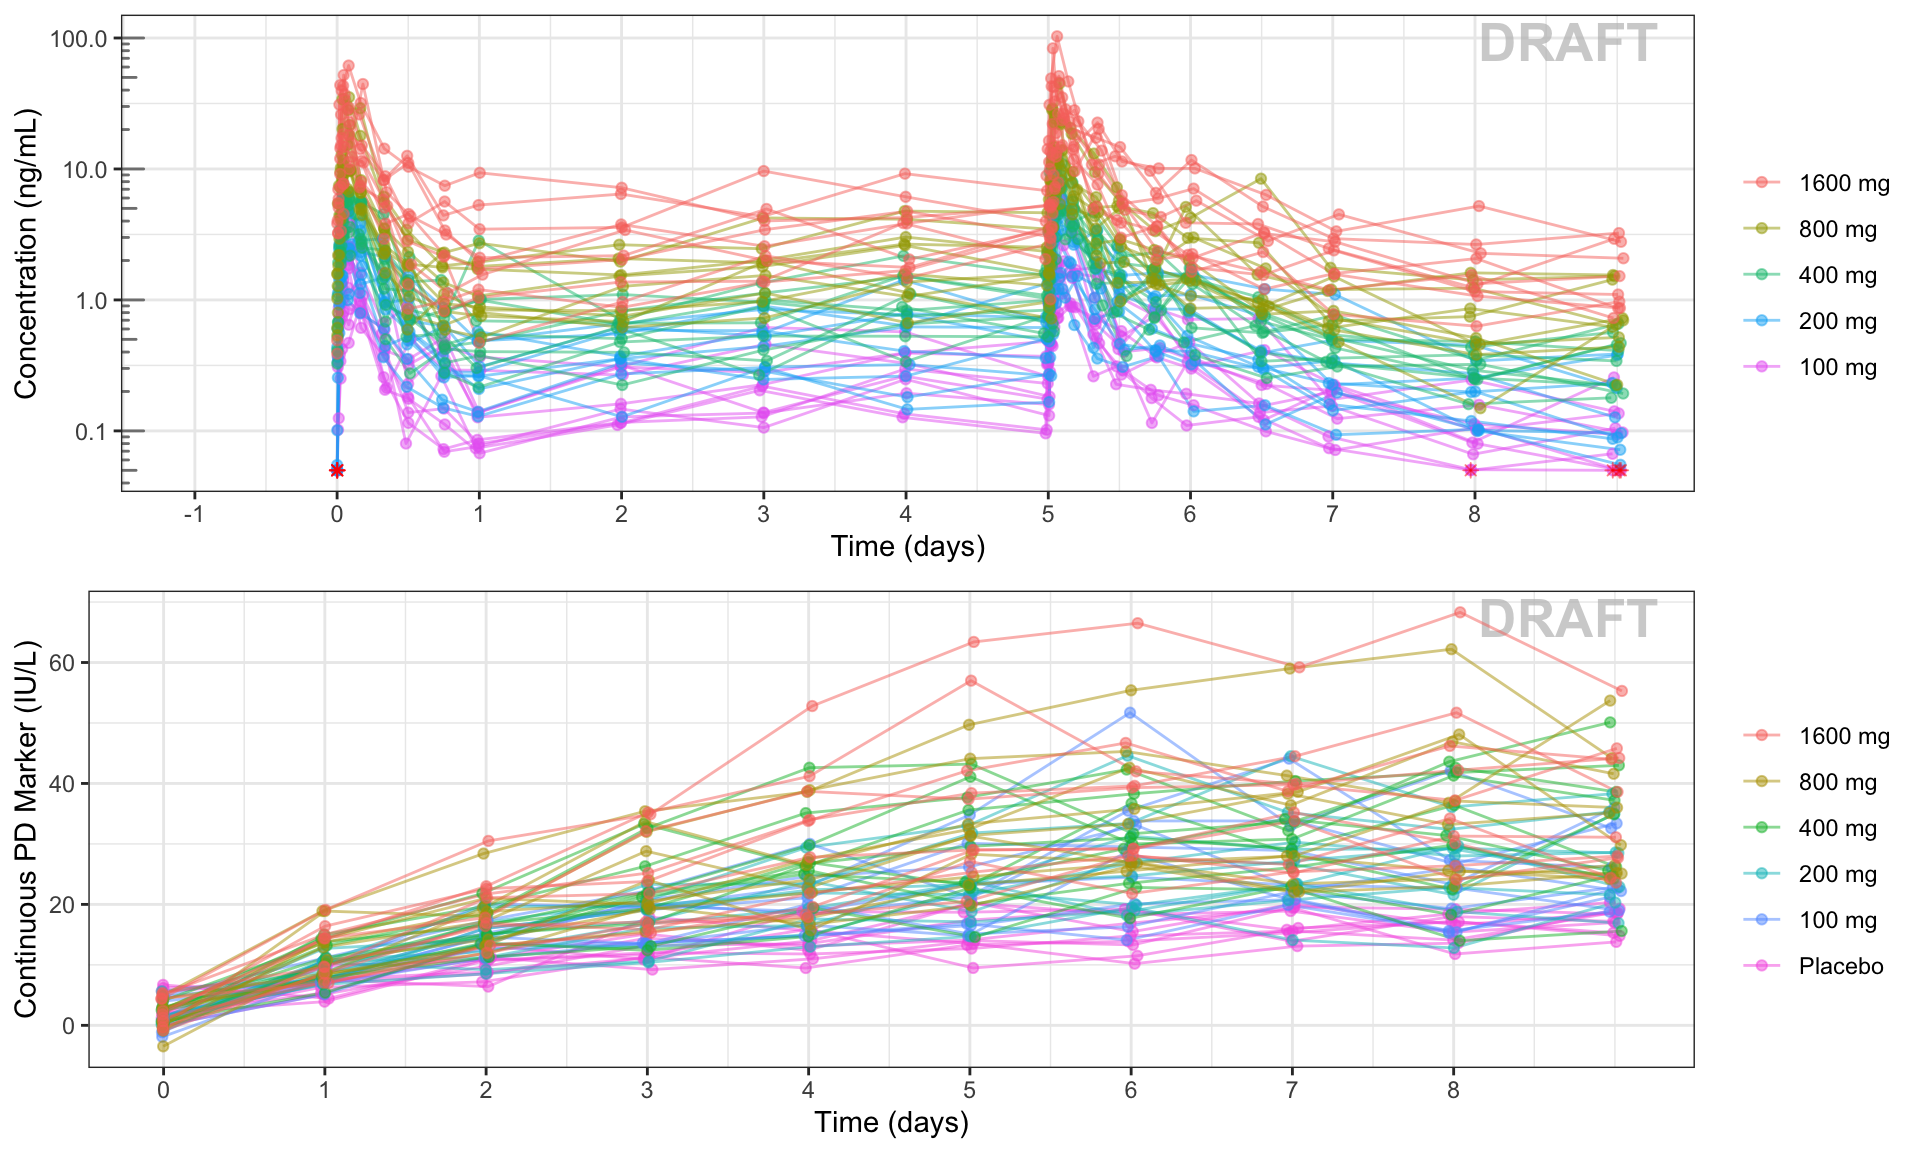 DRAFT
Concentration (ng/mL)
100.0
10.0
1.0
0.1
-1 0 1 2 3 4 5 6 7 8
Time (days)
1600 mg
800 mg
400 mg
200 mg
100 mg
DRAFT
Continuous PD Marker (IU/L)
60
40
20
0
0 1 2 3 4 5 6 7 8
Time (days)
1600 mg
800 mg
400 mg
200 mg
100 mg
Placebo